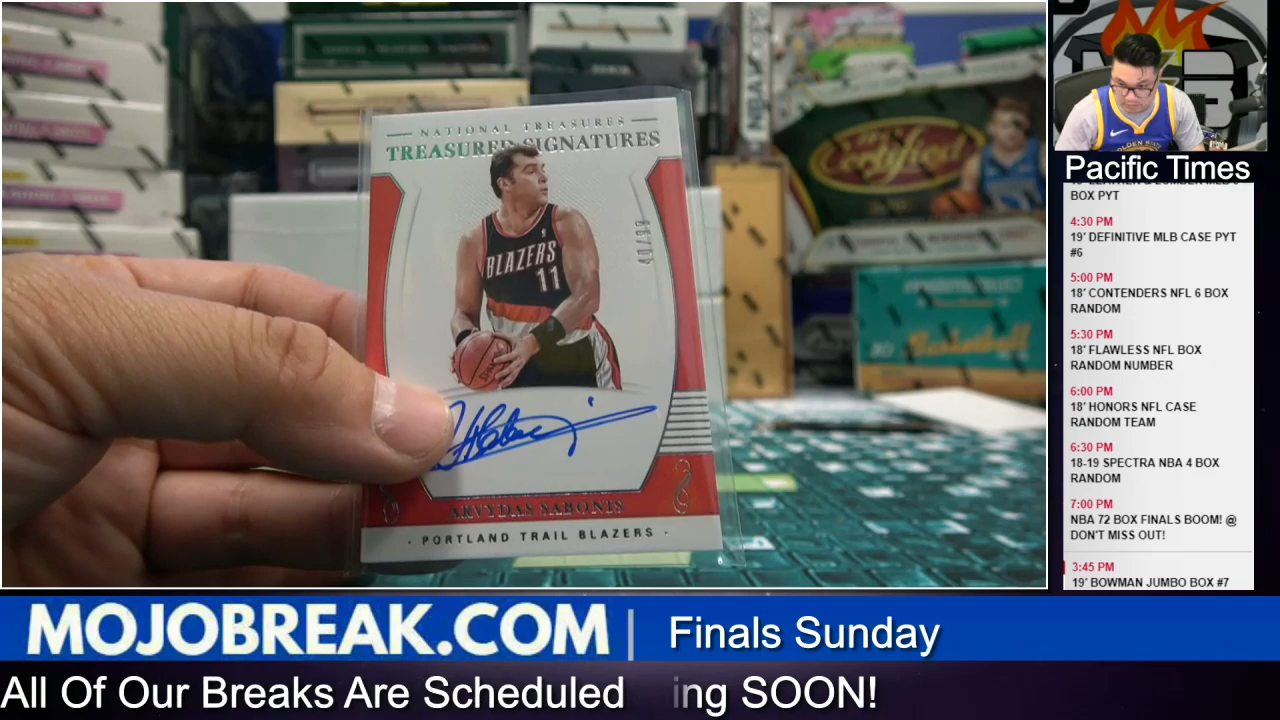 NATIONAL TREASURES
TREASURED SIGNATURES
BLAZERS
11
ARVYDAS SABONIS
· PORTLAND TRAIL BLAZERS ·
Certified
Basketball
NBA
Pacific Times
BOX PYT
4:30 PM
19' DEFINITIVE MLB CASE PYT
#6
5:00 PM
18' CONTENDERS NFL 6 BOX
RANDOM
5:30 PM
18' FLAWLESS NFL BOX
RANDOM NUMBER
6:00 PM
18' HONORS NFL CASE
RANDOM TEAM
6:30 PM
18-19 SPECTRA NBA 4 BOX
RANDOM
7:00 PM
NBA 72 BOX FINALS BOOM! @
DON'T MISS OUT!
3:45 PM
19' BOWMAN JUMBO BOX #7
MOJOBREAK.COM | Finals Sunday
All Of Our Breaks Are Scheduled ing SOON!